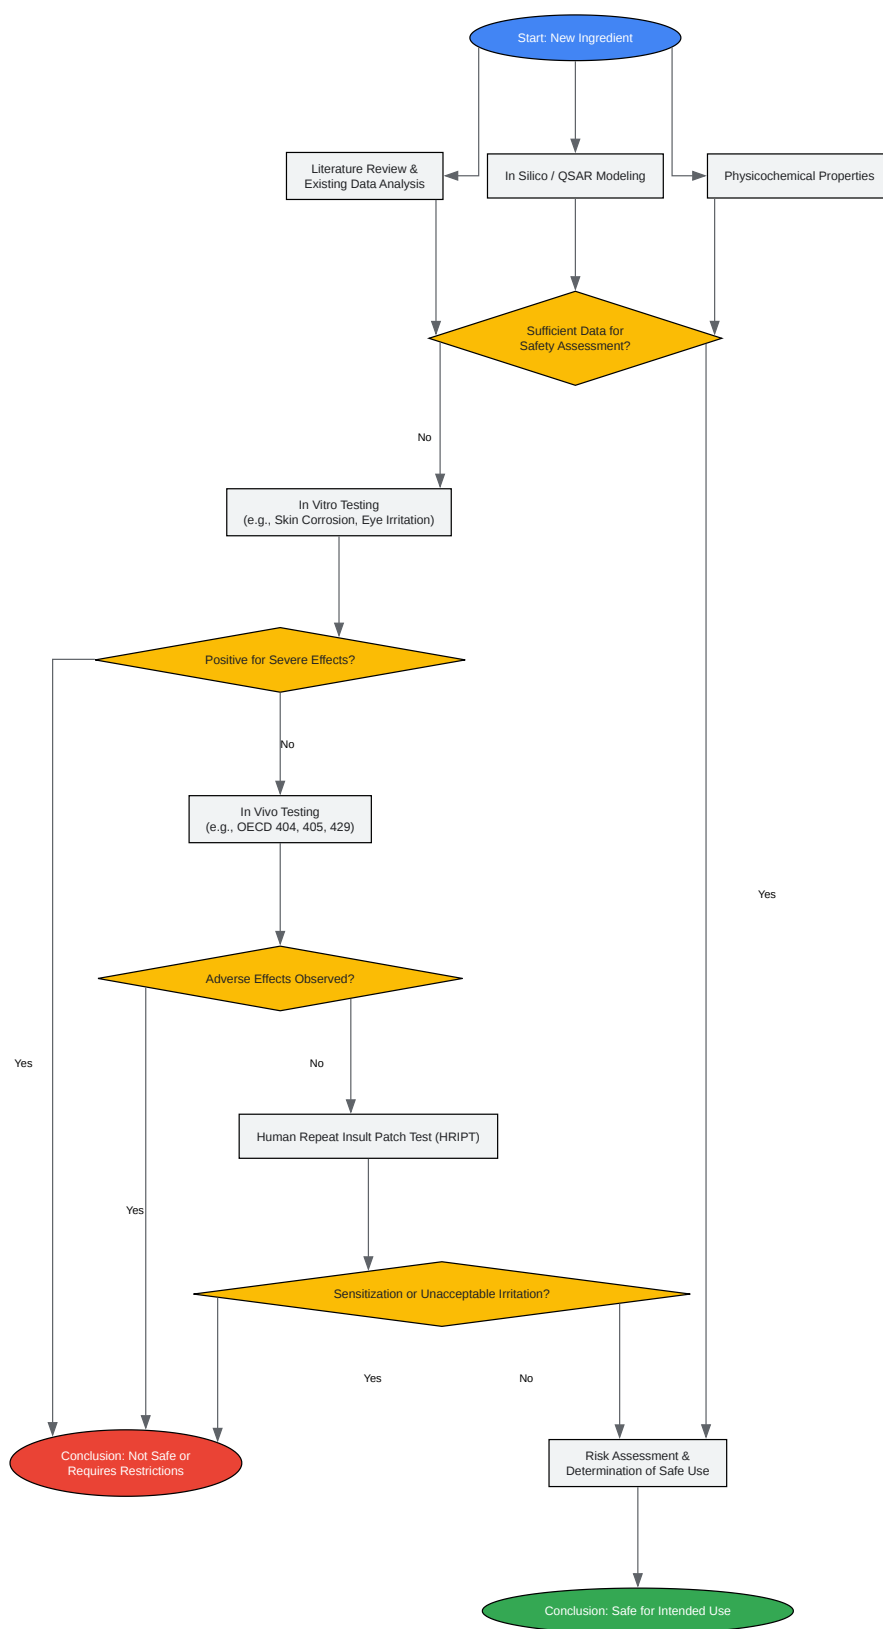 Start: New Ingredient
Literature Review &
Existing Data Analysis
In Silico / QSAR Modeling
Physicochemical Properties
Sufficient Data for
Safety Assessment?
No
In Vitro Testing
(e.g., Skin Corrosion, Eye Irritation)
Positive for Severe Effects?
No
In Vivo Testing
(e.g., OECD 404, 405, 429)
Yes
Adverse Effects Observed?
Yes
No
Human Repeat Insult Patch Test (HRIPT)
Yes
Sensitization or Unacceptable Irritation?
Yes
No
Conclusion: Not Safe or
Requires Restrictions
Risk Assessment &
Determination of Safe Use
Conclusion: Safe for Intended Use